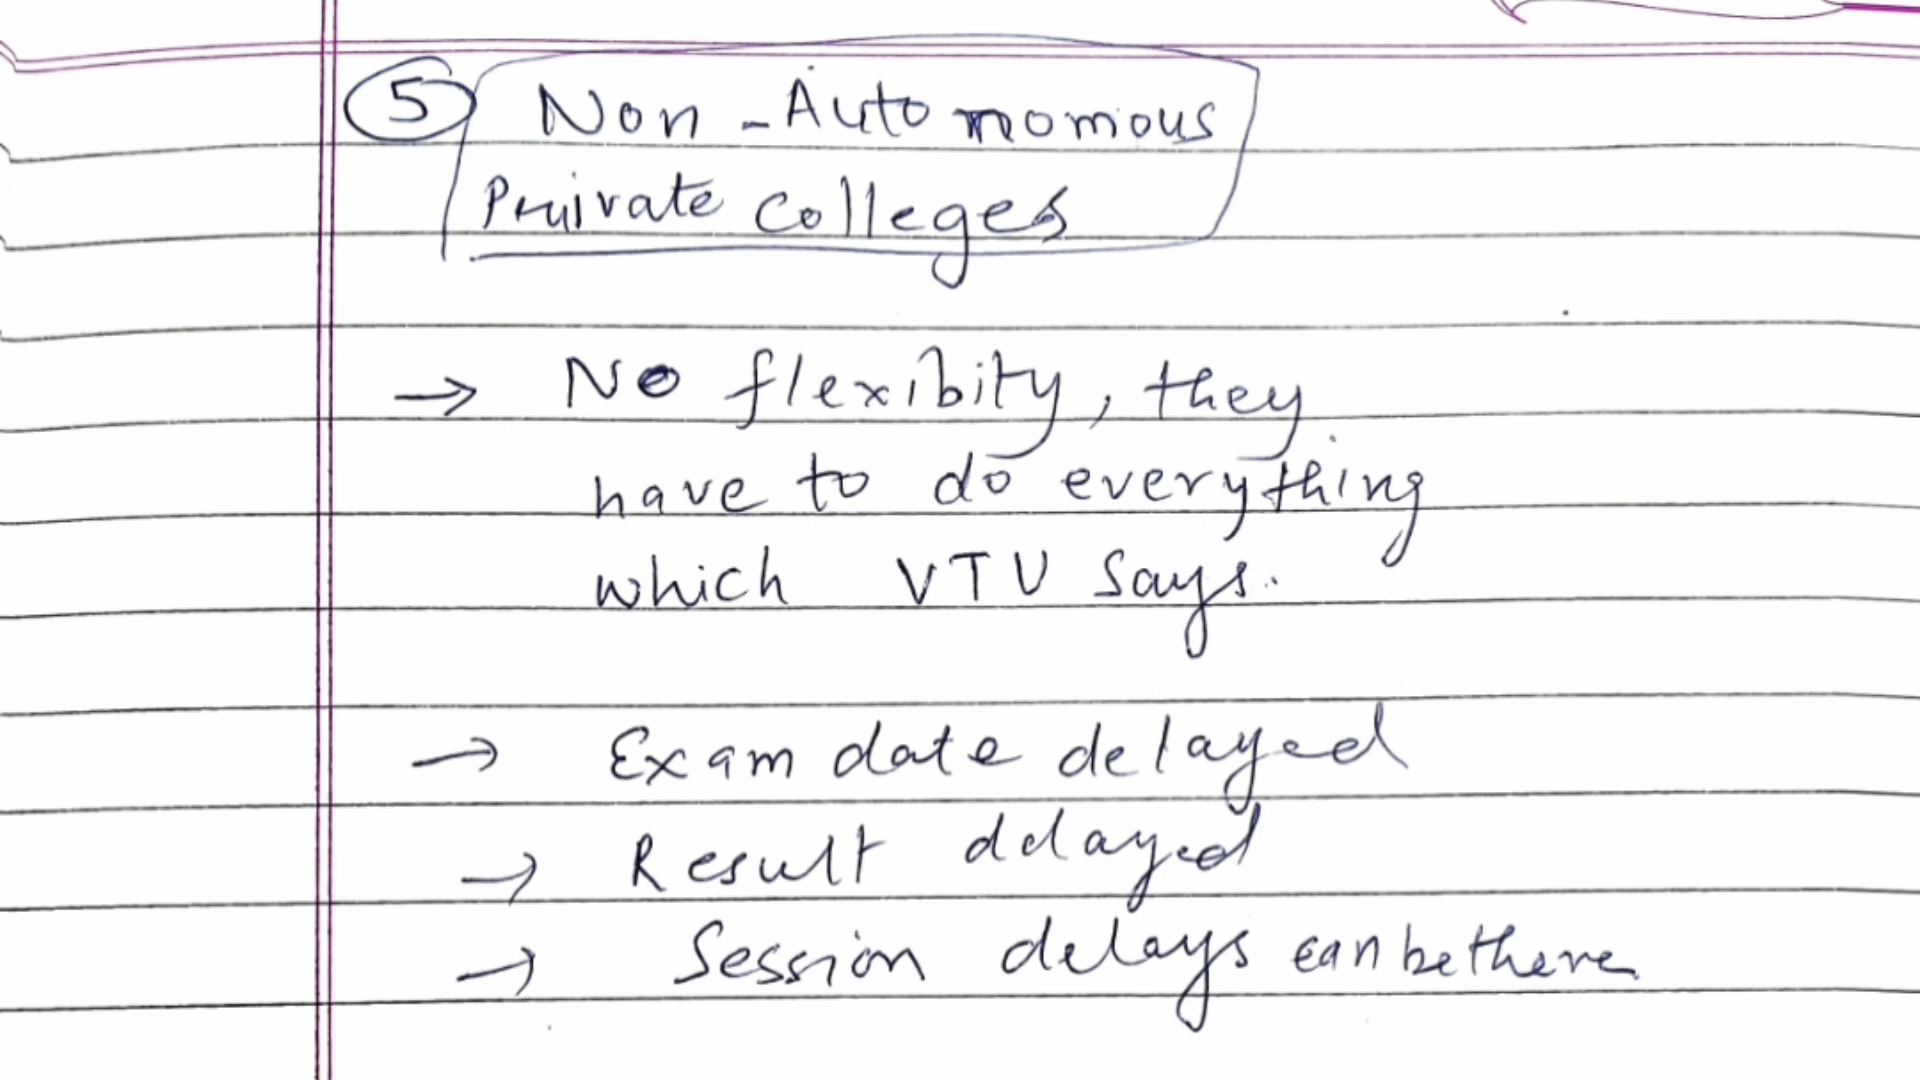 5 Non-Autonomous
Private Colleges
→ No flexibity, they
have to do everything
which VTU says.
→ Exam date delayed
→ Result delayed
→ Session delays can be there